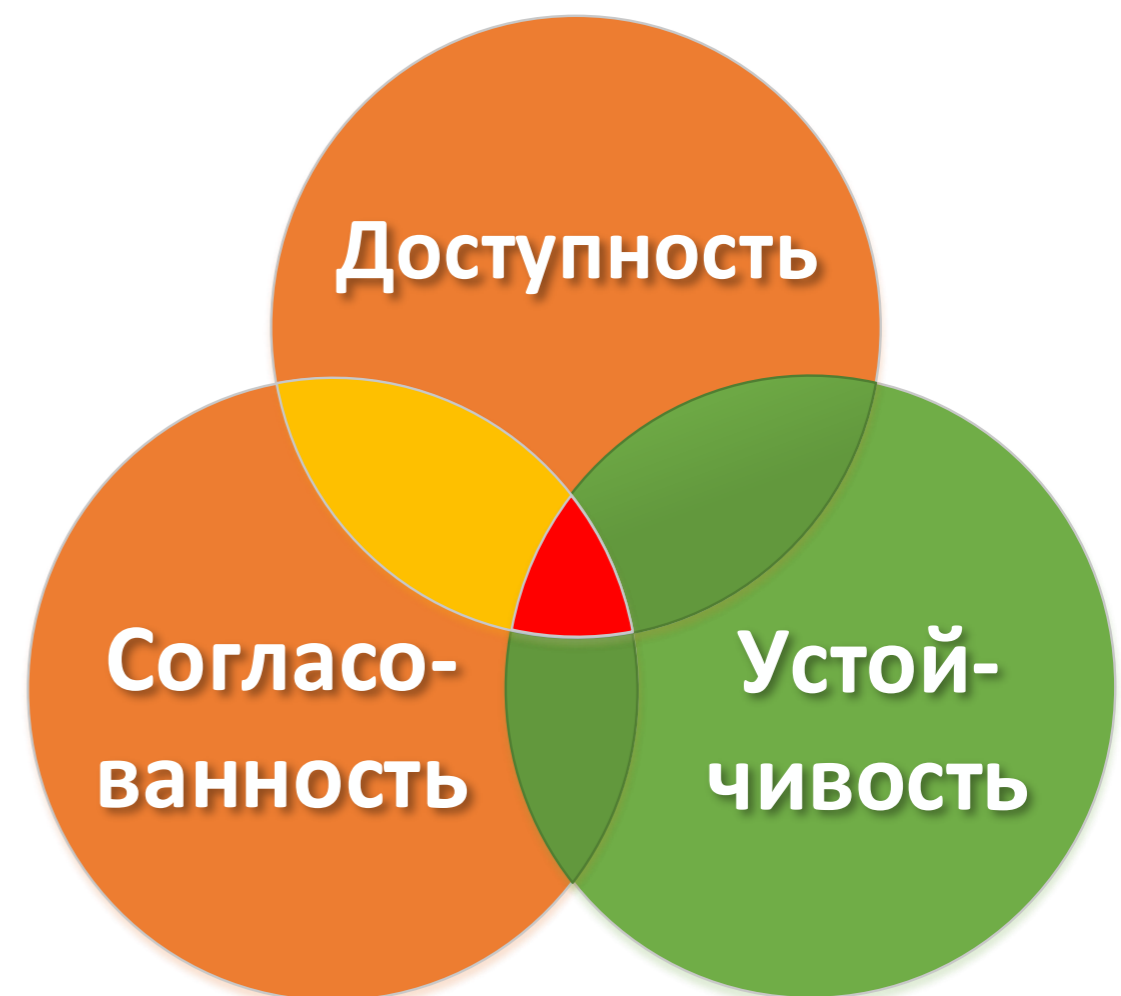 Доступность
Согласо-
ванность
Устой-
чивость